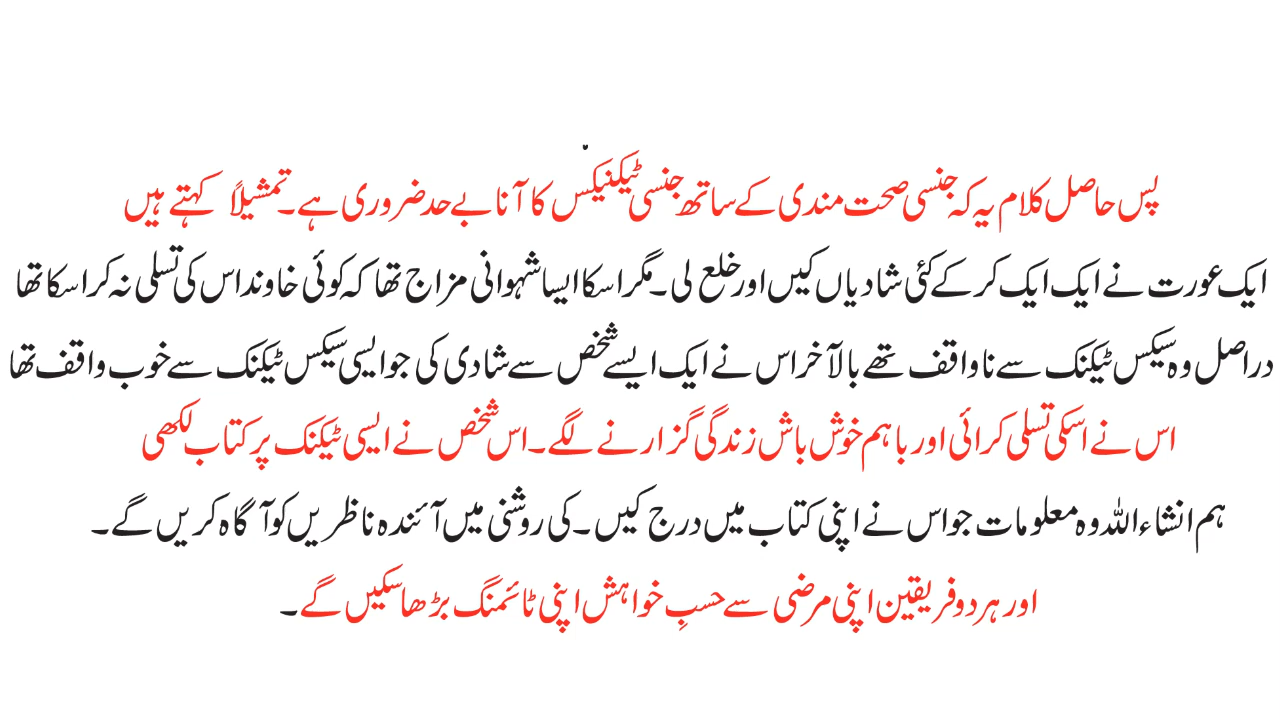 پس حاصل کلام یہ کہ جنسی صحت مندی کے ساتھ جنسی ٹیکنیکس کا آنا بے حد ضروری ہے۔ تمشیلاً کہتے ہیں
ایک عورت نے ایک ایک کر کے کئی شادیاں کیں اور خلع لی۔ مگر اسکا ایسا شہوانی مزاج تھا کہ کوئی خاوند اس کی تسلی نہ کرا سکا تھا
دراصل وہ سیکس ٹیکنک سے ناواقف تھے بالآخر اس نے ایک ایسے شخص سے شادی کی جو ایسی سیکس ٹیکنک سے خوب واقف تھا
اس نے اسکی تسلی کرائی اور باہم خوش باش زندگی گزارنے لگے۔ اس شخص نے ایسی ٹیکنک پر کتاب لکھی
ہم انشاء اللہ وہ معلومات جو اس نے اپنی کتاب میں درج کیں۔ کی روشنی میں آئندہ ناظریں کو آگاہ کریں گے۔
اور ہر دو فریقین اپنی مرضی سے حسبِ خواہش اپنی ٹائمنگ بڑھا سکیں گے۔